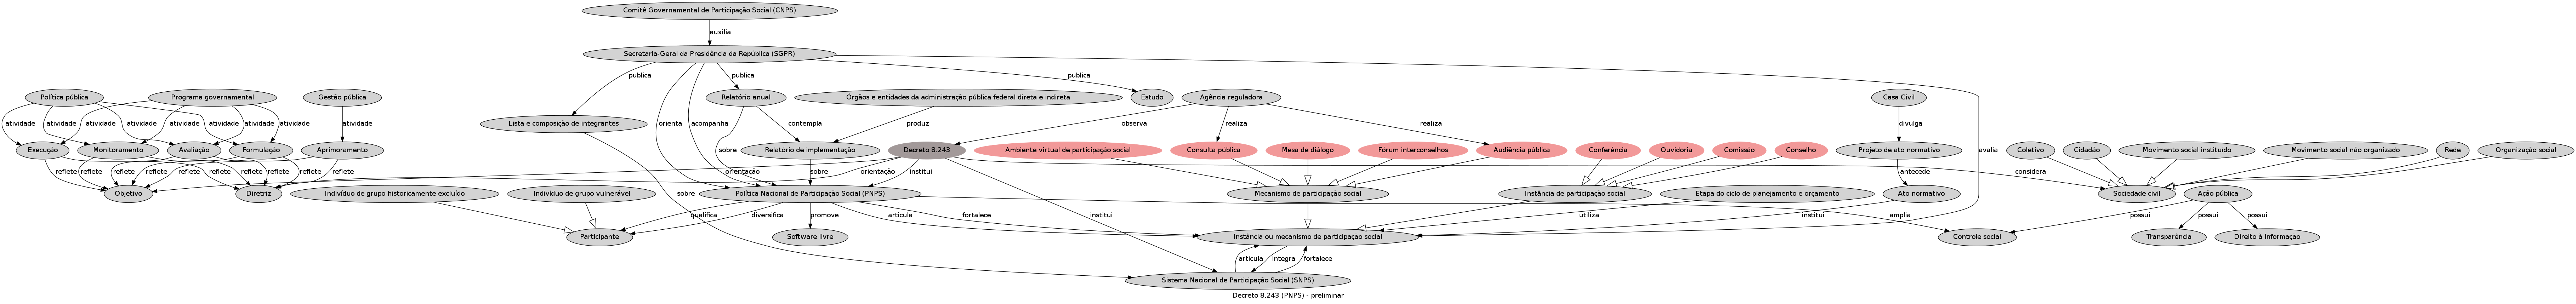 Comitê Governamental de Participação Social (CNPS)
auxilia
Secretaria-Geral da Presidência da República (SGPR)
publica
publica
publica
Política pública
Programa governamental
Gestão pública
Relatório anual
Órgãos e entidades da administração pública federal direta e indireta
Estudo
Agência reguladora
Casa Civil
atividade
atividade
atividade
atividade
atividade
atividade
atividade
atividade
atividade
Lista e composição de integrantes
orienta
acompanha
contempla
produz
observa
realiza
realiza
divulga
Execução
Monitoramento
Avaliação
Formulação
Aprimoramento
sobre
Relatório de implementação
Decreto 8.243
Ambiente virtual de participação social
Consulta pública
Mesa de diálogo
Fórum interconselhos
Audiência pública
Conferência
Ouvidoria
Comissão
Conselho
Projeto de ato normativo
avalia
Coletivo
Cidadão
Movimento social instituído
Movimento social não organizado
Rede
Organização social
reflete
reflete
reflete
reflete
reflete
reflete
reflete
reflete
reflete
reflete
orientação
sobre
orientação
institui
antecede
considera
Objetivo
Diretriz
Indivíduo de grupo historicamente excluído
Indivíduo de grupo vulnerável
sobre
Política Nacional de Participação Social (PNPS)
Mecanismo de participação social
Instância de participação social
Etapa do ciclo de planejamento e orçamento
Ato normativo
Sociedade civil
Ação pública
qualifica
diversifica
promove
articula
fortalece
institui
utiliza
institui
amplia
possui
possui
possui
Participante
Software livre
Instância ou mecanismo de participação social
Controle social
Transparência
Direito à informação
articula
integra
fortalece
Sistema Nacional de Participação Social (SNPS)
Decreto 8.243 (PNPS) - preliminar